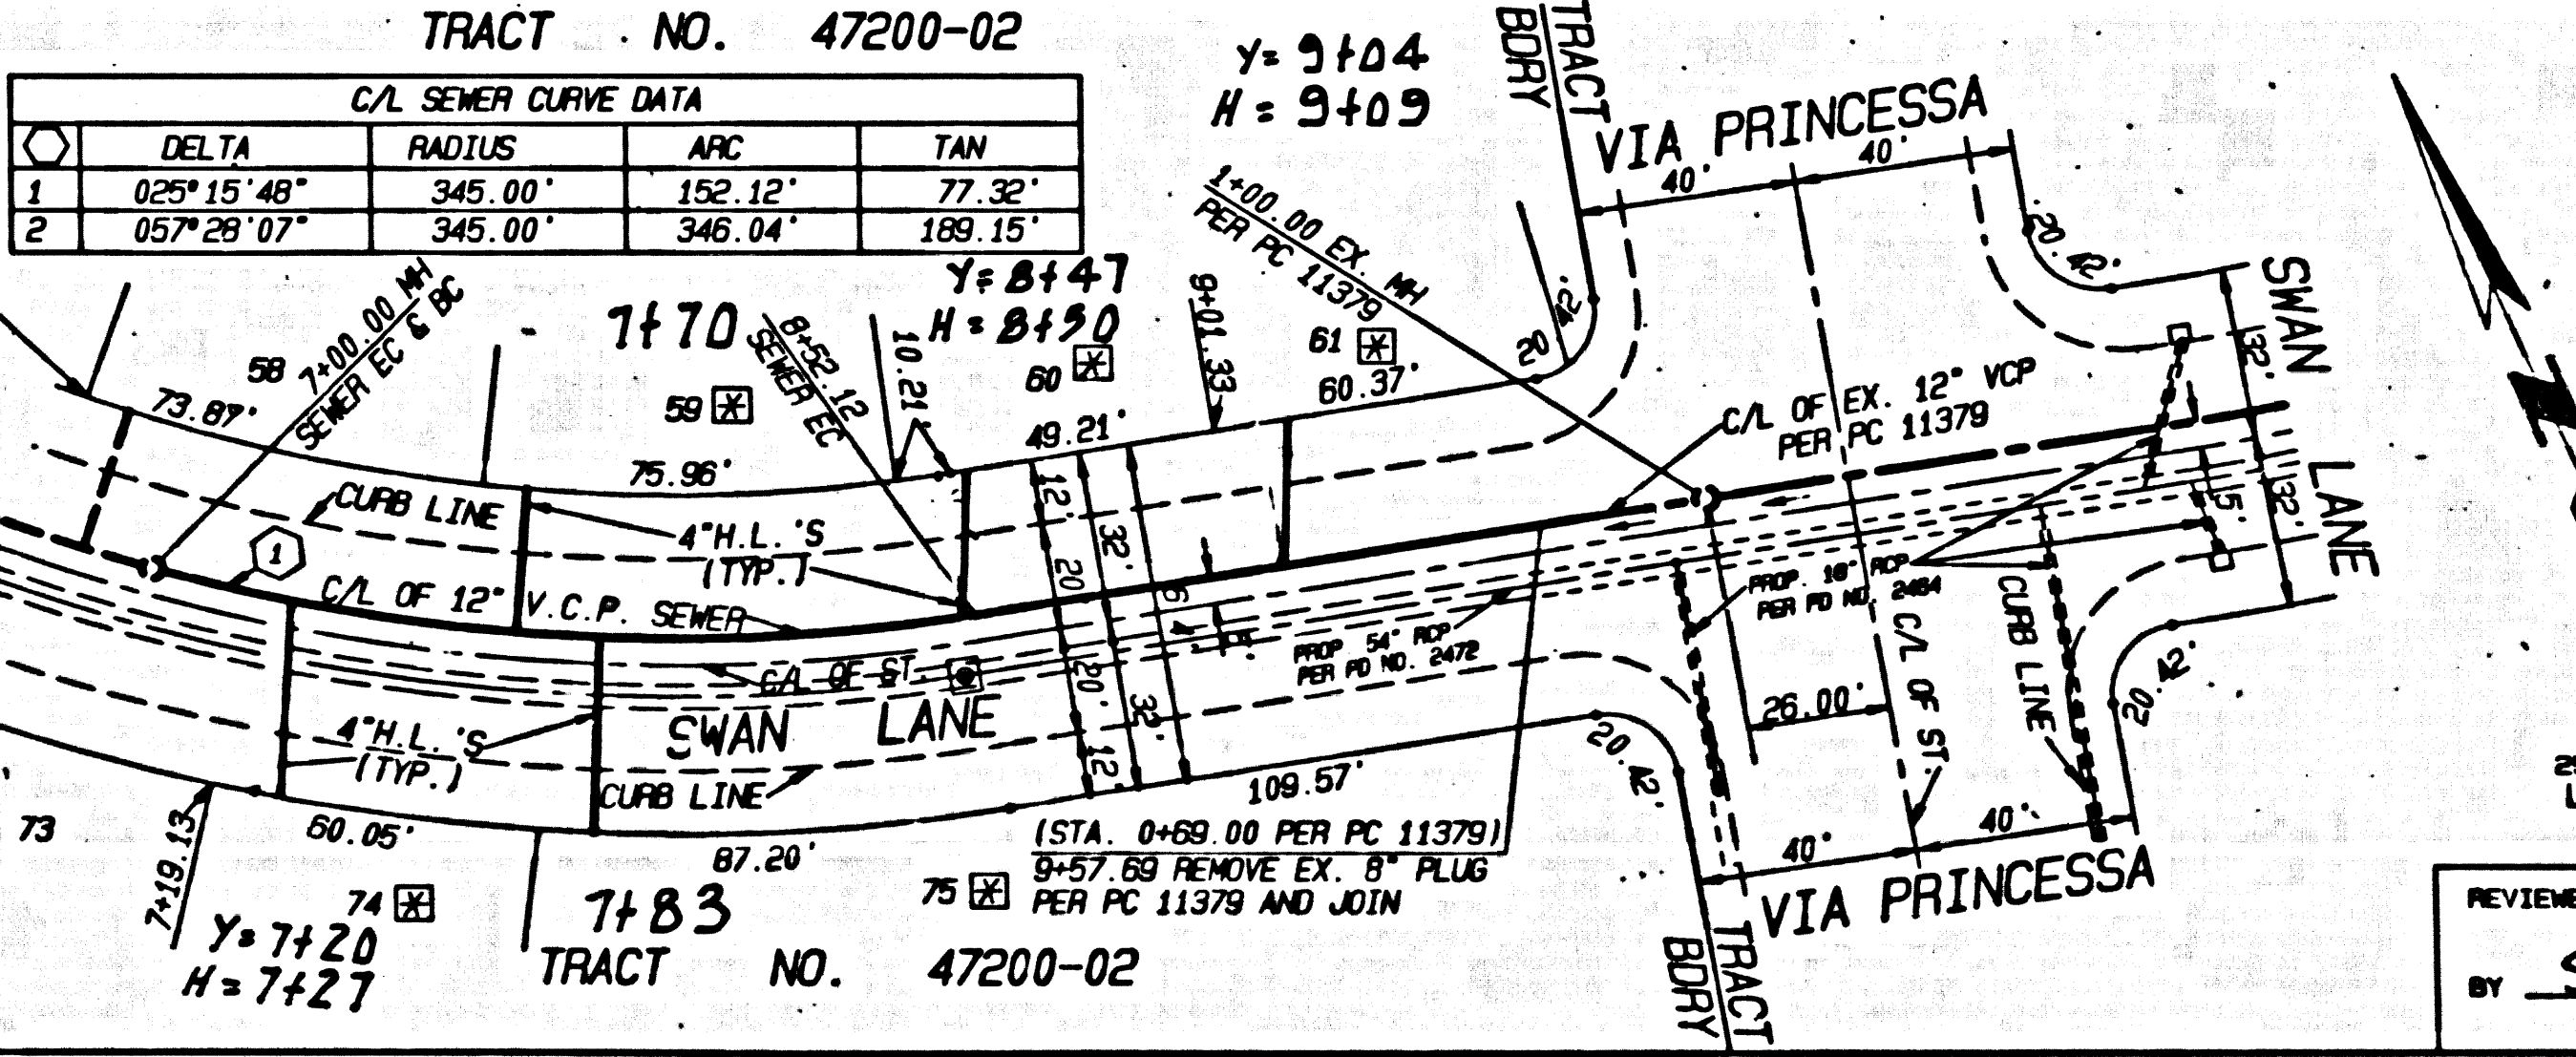 TRACT NO. 47200-02
C/L SEWER CURVE DATA
DELTA RADIUS ARC TAN
1 025°15'48" 345.00' 152.12' 77.32'
2 057°28'07" 345.00' 346.04' 189.15'
Y= 9+04
H = 9+09
TRACT
BDRY
VIA PRINCESSA
40'
40'
20.42'
SWAN
LANE
32'
32'
1+00.00 EX. MH
PER PC 11379
Y= 8+47
H = 8+50
7+70
8+52.12
SEWER EC
10.21'
9+01.33
61
60.37'
20.42'
60
49.21'
59
75.96'
58
73.87'
7+00.00 MH
SEWER EC & BC
C/L OF EX. 12" VCP
PER PC 11379
CURB LINE
4"H.L.'S
(TYP.)
1
C/L OF 12" V.C.P. SEWER
12'
20'
32'
64'
5'
20'
32'
12'
5'
PROP. 54" RCP
PER PD NO. 2472
PROP. 18" RCP
PER PD NO. 2464
C/L OF ST.
SWAN LANE
4"H.L.'S
(TYP.)
CURB LINE
CURB LINE
C/L OF ST.
26.00'
20.42'
20.42'
109.57'
73
7+19.13
60.05'
87.20'
74
Y= 7+20
H = 7+27
7+83
75
(STA. 0+69.00 PER PC 11379)
9+57.69 REMOVE EX. 8" PLUG
PER PC 11379 AND JOIN
40'
40'
VIA PRINCESSA
TRACT
BDRY
TRACT NO. 47200-02
BY